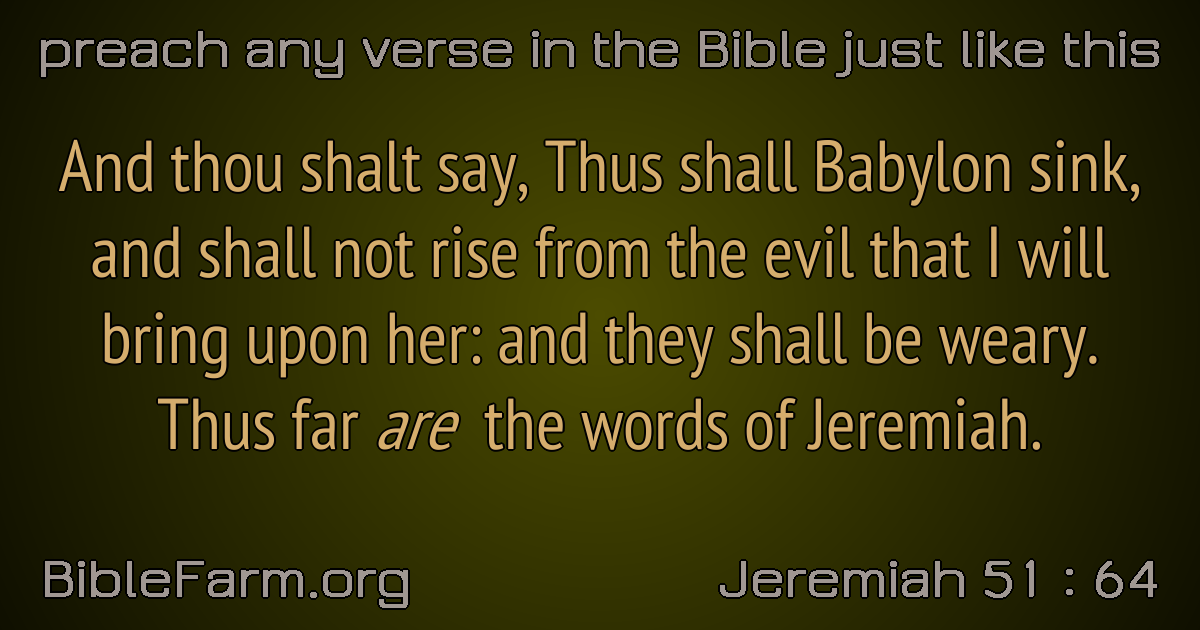 preach any verse in the Bible just like this
And thou shalt say, Thus shall Babylon sink,
and shall not rise from the evil that I will
bring upon her: and they shall be weary.
Thus far are the words of Jeremiah.
BibleFarm.org
Jeremiah 51 : 64